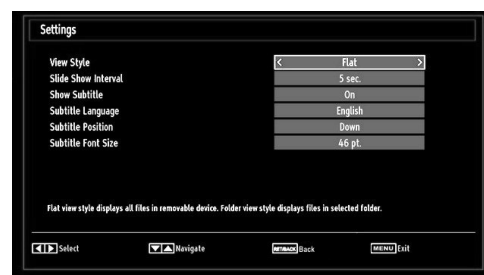 Settings
View Style < Flat >
Slide Show Interval 5 sec.
Show Subtitle On
Subtitle Language English
Subtitle Position Down
Subtitle Font Size 46 pt.
Flat view style displays all files in removable device. Folder view style displays files in selected folder.
Select Navigate RET/BACK Back MENU Exit